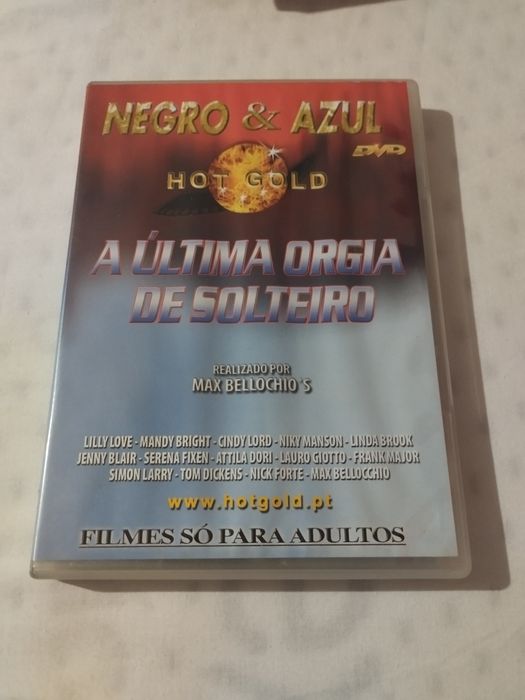 NEGRO & AZUL
DVD
HOT GOLD
A ÚLTIMA ORGIA
DE SOLTEIRO
REALIZADO POR
MAX BELLOCHIO´S
LILLY LOVE - MANDY BRIGHT - CINDY LORD - NIKY MANSON - LINDA BROOK
JENNY BLAIR - SERENA FIXEN - ATTILA DORI - LAURO GIOTTO - FRANK MAJOR
SIMON LARRY - TOM DICKENS - NICK FORTE - MAX BELLOCCHIO
www.hotgold.pt
FILMES SÓ PARA ADULTOS